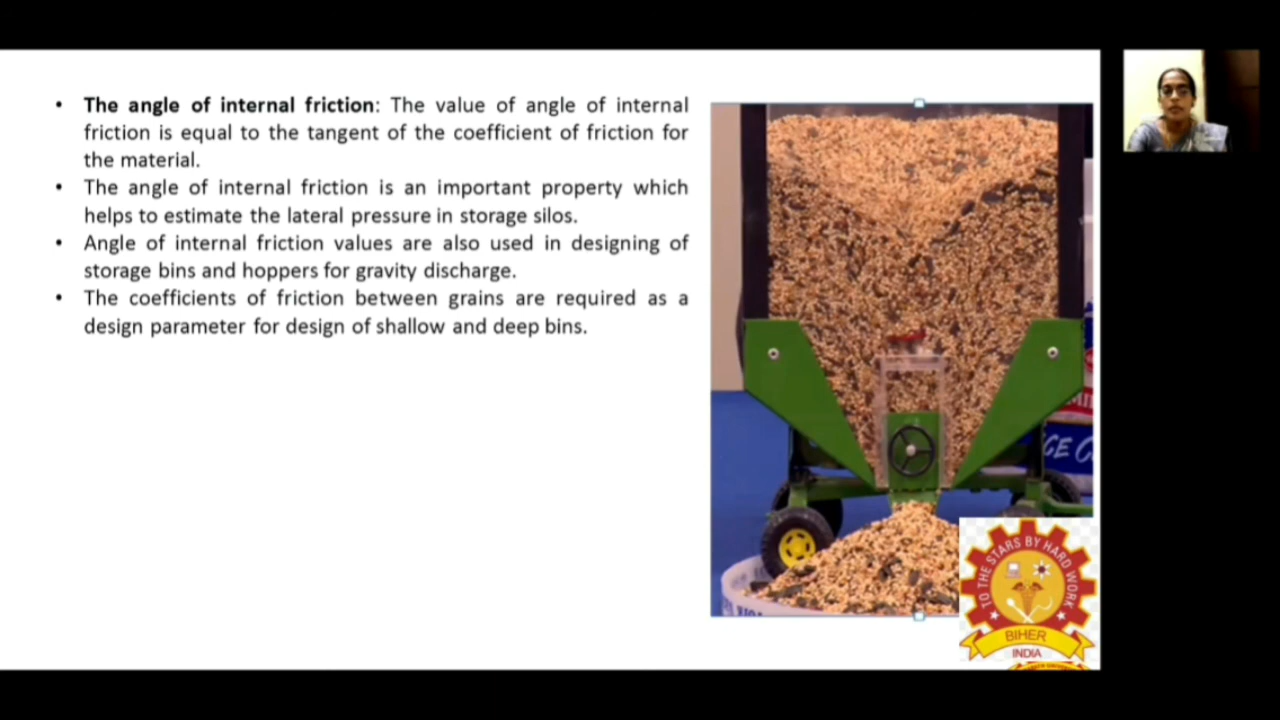 • The angle of internal friction: The value of angle of internal
friction is equal to the tangent of the coefficient of friction for
the material.
• The angle of internal friction is an important property which
helps to estimate the lateral pressure in storage silos.
• Angle of internal friction values are also used in designing of
storage bins and hoppers for gravity discharge.
• The coefficients of friction between grains are required as a
design parameter for design of shallow and deep bins.
TO THE STARS BY HARD WORK
BIHER
INDIA